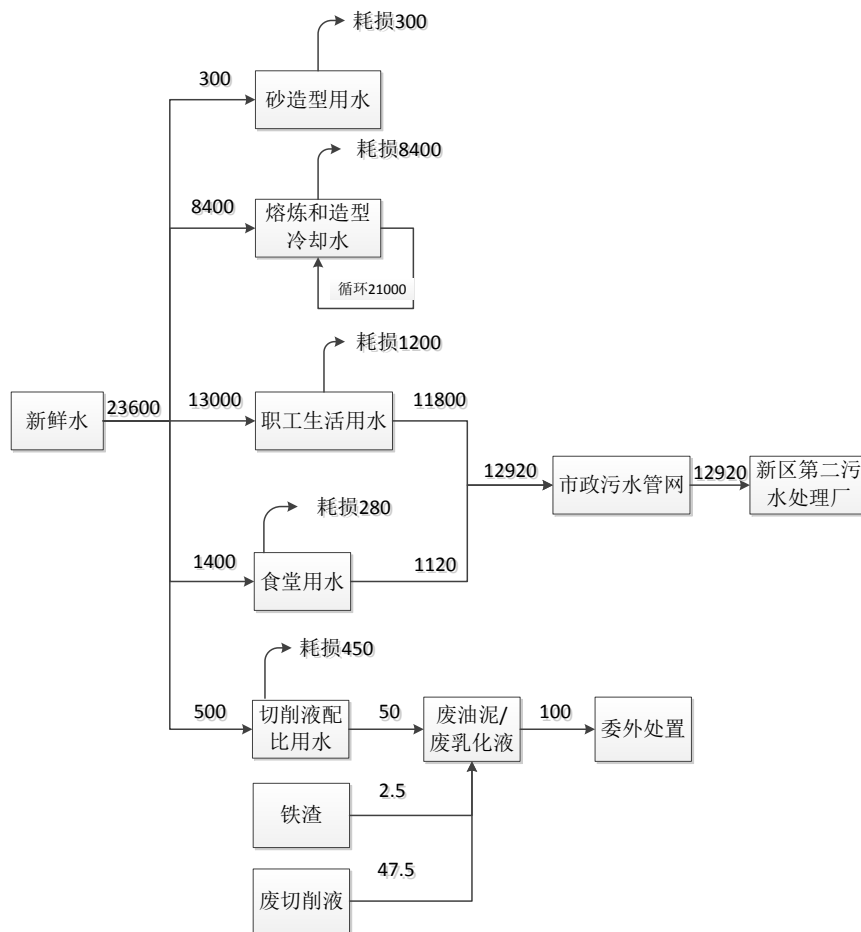 耗损300
300
砂造型用水
耗损8400
8400
熔炼和造型
冷却水
循环21000
耗损1200
新鲜水
23600
13000
职工生活用水
11800
12920
市政污水管网
12920
新区第二污
水处理厂
耗损280
1400
食堂用水
1120
耗损450
500
切削液配
比用水
50
废油泥/
废乳化液
100
委外处置
2.5
铁渣
47.5
废切削液